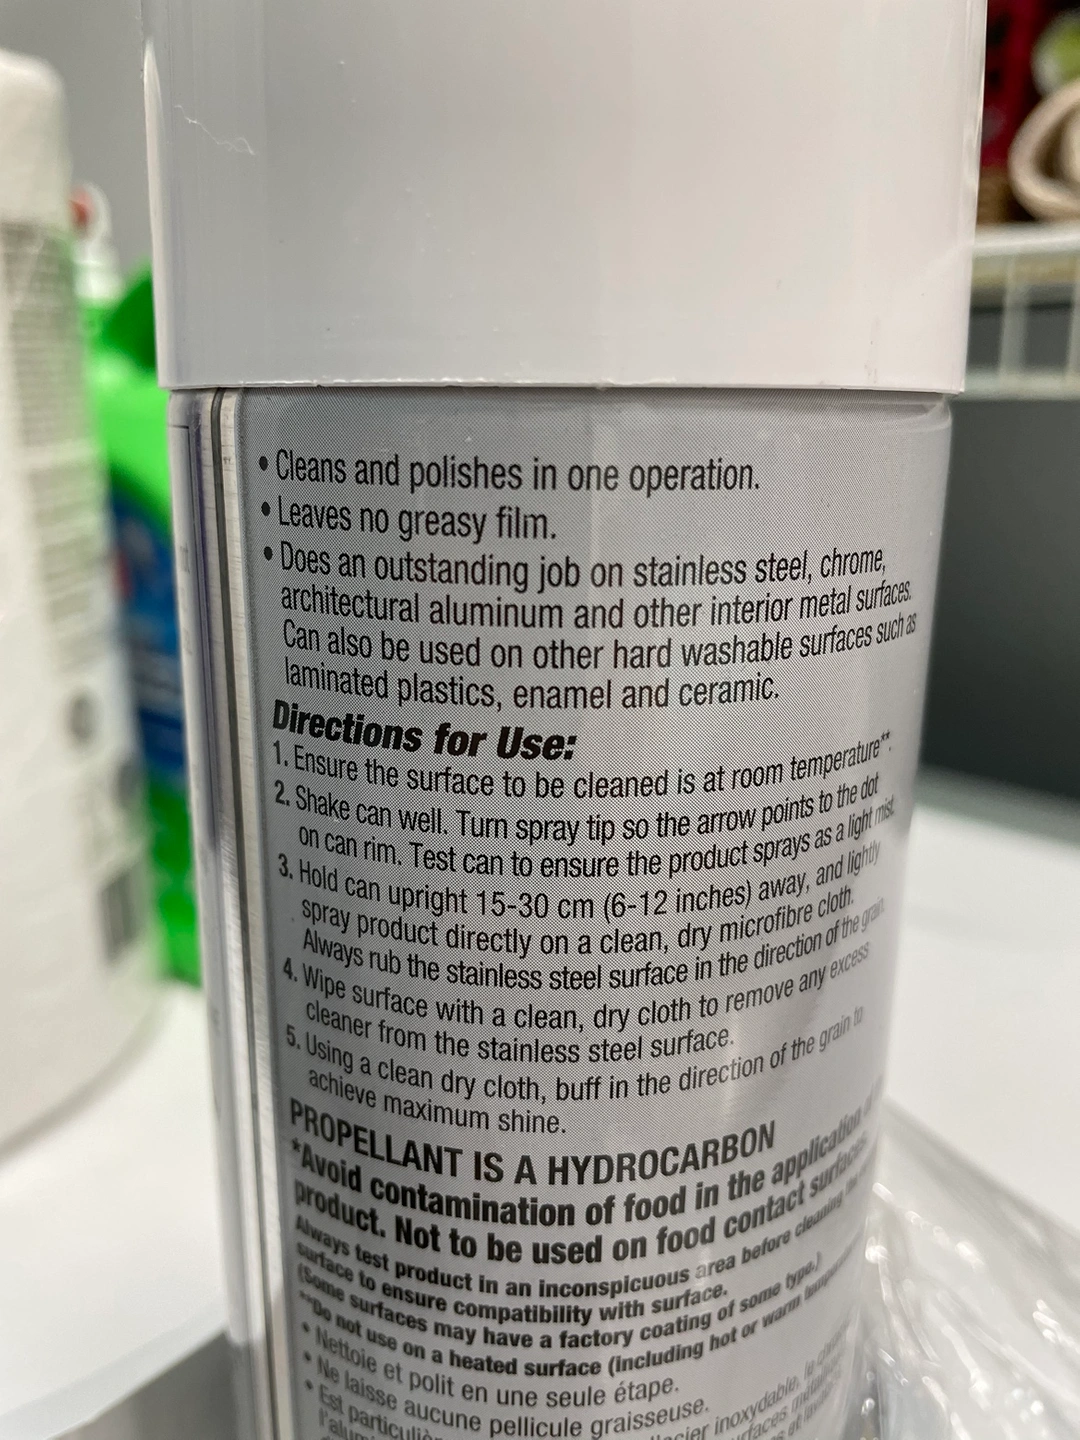 • Cleans and polishes in one operation.
• Leaves no greasy film.
• Does an outstanding job on stainless steel, chrome,
architectural aluminum and other interior metal surfaces.
Can also be used on other hard washable surfaces such as
laminated plastics, enamel and ceramic.
Directions for Use:
1. Ensure the surface to be cleaned is at room temperature**.
2. Shake can well. Turn spray tip so the arrow points to the dot
on can rim. Test can to ensure the product sprays as a light mist.
3. Hold can upright 15-30 cm (6-12 inches) away, and lightly
spray product directly on a clean, dry microfibre cloth.
Always rub the stainless steel surface in the direction of the grain.
4. Wipe surface with a clean, dry cloth to remove any excess
cleaner from the stainless steel surface.
5. Using a clean dry cloth, buff in the direction of the grain to
achieve maximum shine.
PROPELLANT IS A HYDROCARBON
*Avoid contamination of food in the application of
product. Not to be used on food contact surfaces.
Always test product in an inconspicuous area before cleaning
surface to ensure compatibility with surface.
(Some surfaces may have a factory coating of some type.)
**Do not use on a heated surface (including hot or warm
• Nettoie et polit en une seule étape.
• Ne laisse aucune pellicule graisseuse.
• Est inoxydable, le